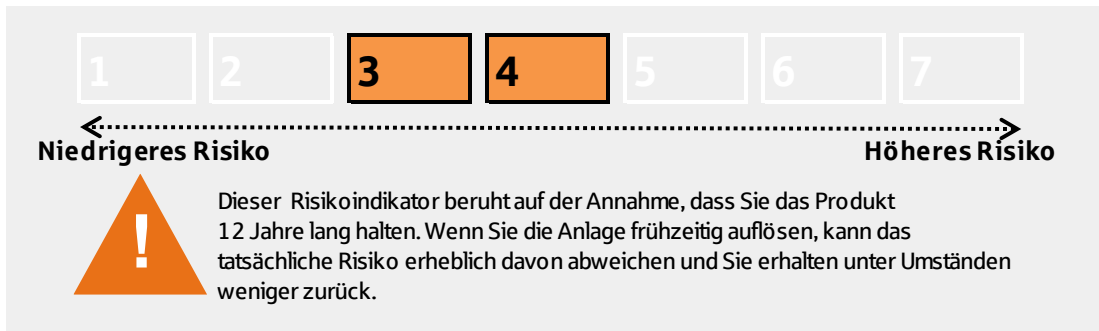 1 2 3 4 5 6 7
Niedrigeres Risiko Höheres Risiko
!
Dieser Risikoindikator beruht auf der Annahme, dass Sie das Produkt
12 Jahre lang halten. Wenn Sie die Anlage frühzeitig auflösen, kann das
tatsächliche Risiko erheblich davon abweichen und Sie erhalten unter Umständen
weniger zurück.